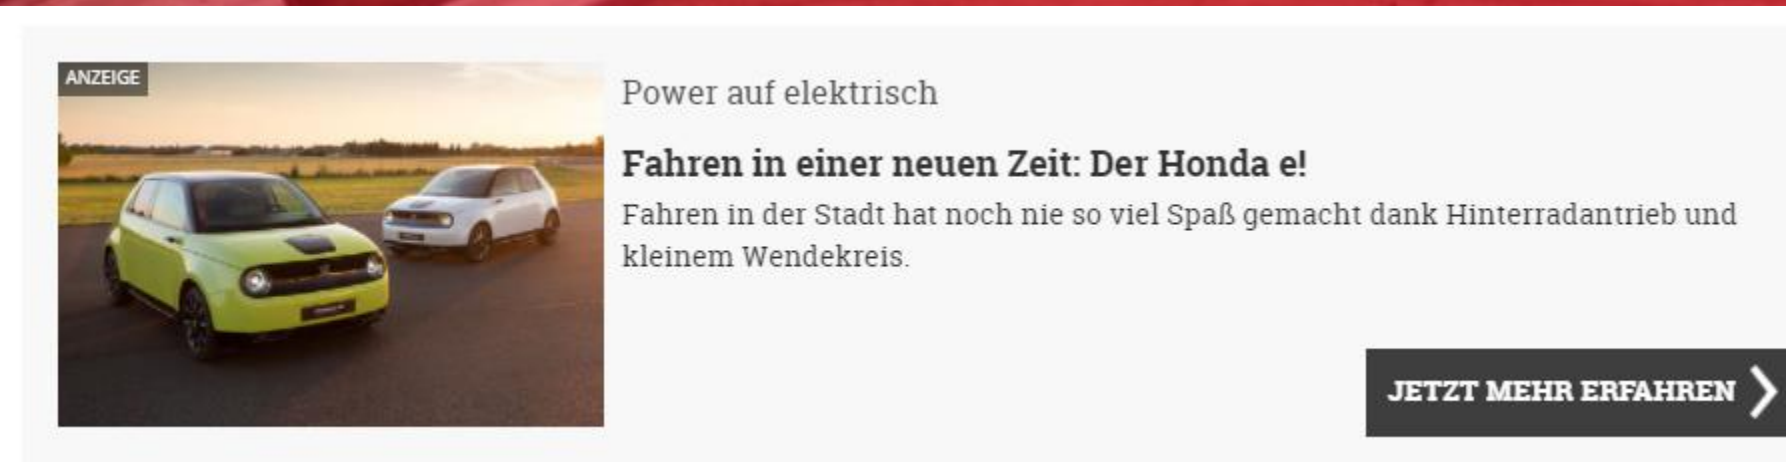 ANZEIGE
Power auf elektrisch
Fahren in einer neuen Zeit: Der Honda e!
Fahren in der Stadt hat noch nie so viel Spaß gemacht dank Hinterradantrieb und
kleinem Wendekreis.
JETZT MEHR ERFAHREN